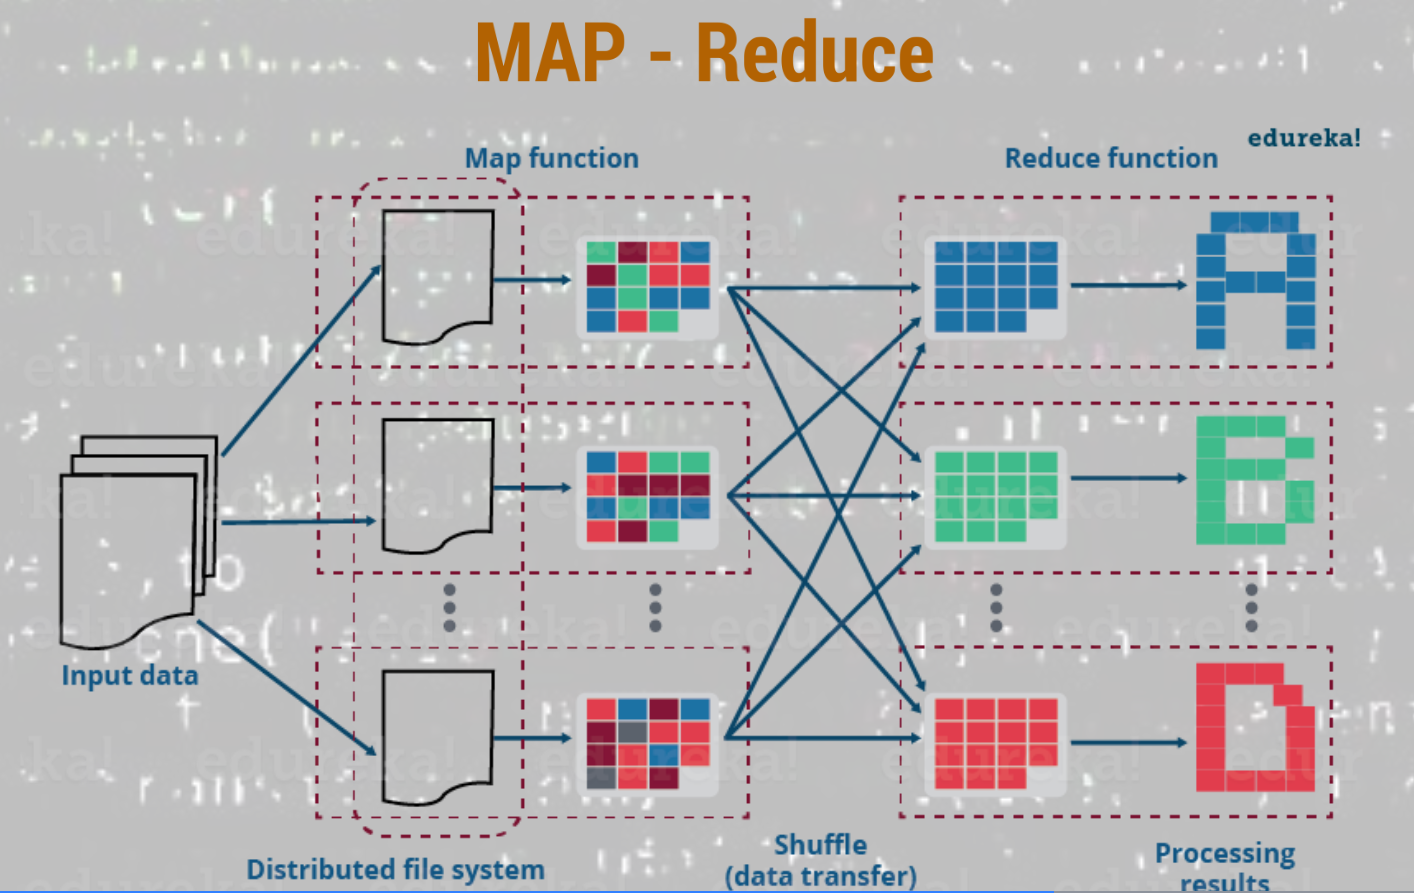 MAP - Reduce
edureka!
Map function
Reduce function
Input data
Distributed file system
Shuffle
(data transfer)
Processing
results